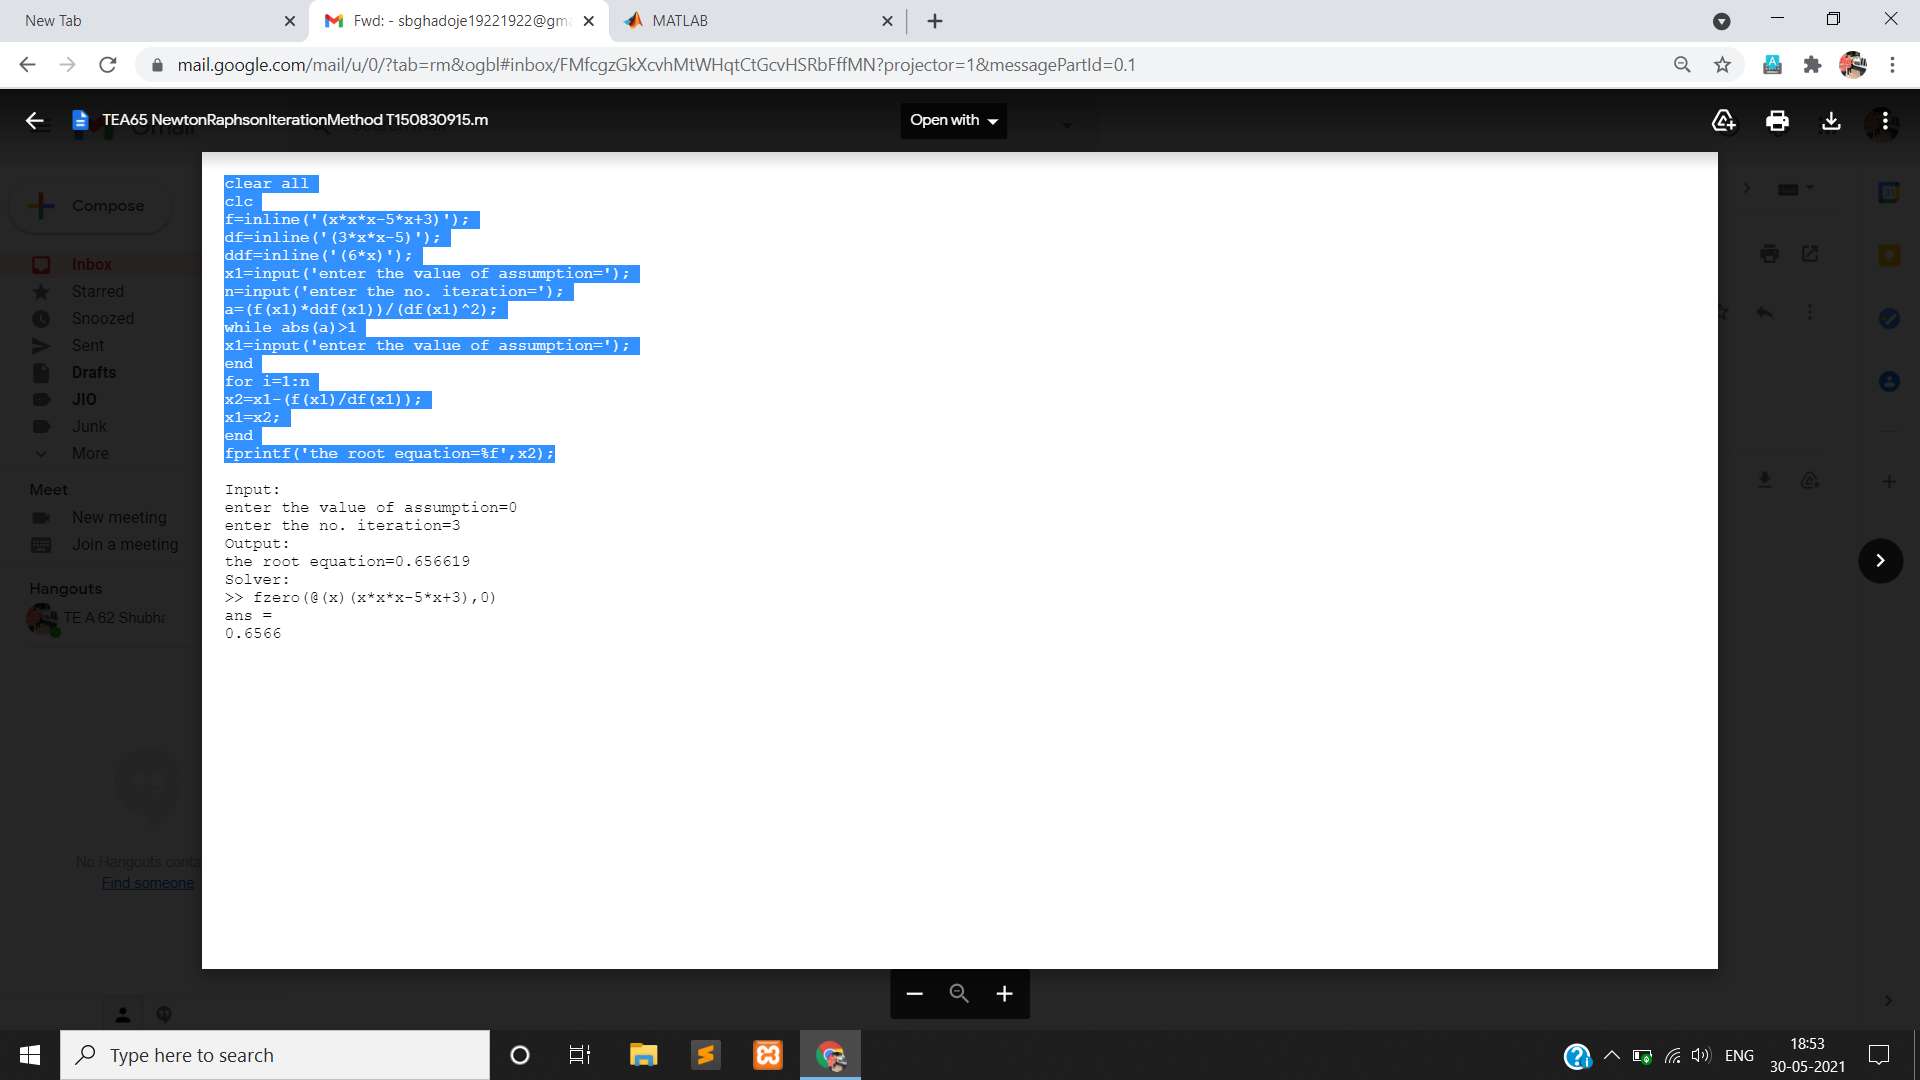 New Tab
Fwd: - sbghadoje19221922@gm
MATLAB
mail.google.com/mail/u/0/?tab=rm&ogbl#inbox/FMfcgzGkXcvhMtWHqtCtGcvHSRbFffMN?projector=1&messagePartId=0.1
TEA65 NewtonRaphsonIterationMethod T150830915.m
Open with
Gmail
Compose
Inbox
Starred
Snoozed
Sent
Drafts
JIO
Junk
More
Meet
New meeting
Join a meeting
Hangouts
TE A 62 Shubha
No Hangouts conta
Find someone
clear all
clc
f=inline('(x*x*x-5*x+3)');
df=inline('(3*x*x-5)');
ddf=inline('(6*x)');
x1=input('enter the value of assumption=');
n=input('enter the no. iteration=');
a=(f(x1)*ddf(x1))/(df(x1)^2);
while abs(a)>1
x1=input('enter the value of assumption=');
end
for i=1:n
x2=x1-(f(x1)/df(x1));
x1=x2;
end
fprintf('the root equation=%f',x2);
Input:
enter the value of assumption=0
enter the no. iteration=3
Output:
the root equation=0.656619
Solver:
>> fzero(@(x)(x*x*x-5*x+3),0)
ans =
0.6566
Type here to search
ENG
18:53
30-05-2021